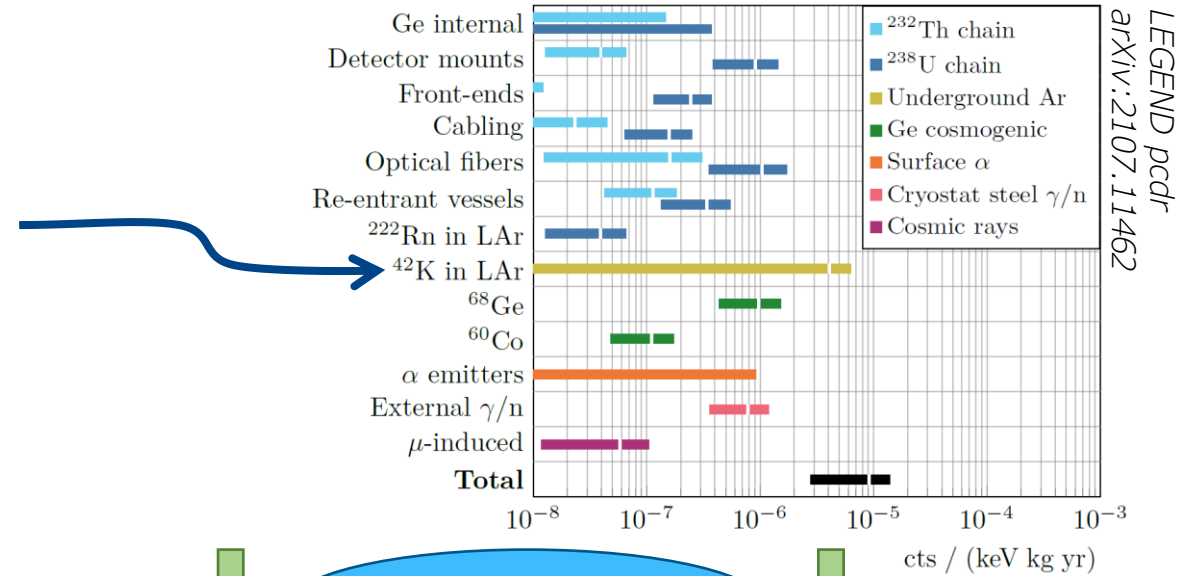 Ge internal
Detector mounts
Front-ends
Cabling
Optical fibers
Re-entrant vessels
²²²Rn in LAr
⁴²K in LAr
⁶⁸Ge
⁶⁰Co
α emitters
External γ/n
μ-induced
Total
²³²Th chain
²³⁸U chain
Underground Ar
Ge cosmogenic
Surface α
Cryostat steel γ/n
Cosmic rays
10⁻⁸ 10⁻⁷ 10⁻⁶ 10⁻⁵ 10⁻⁴ 10⁻³
cts / (keV kg yr)
LEGEND pcdr
arXiv:2107.11462